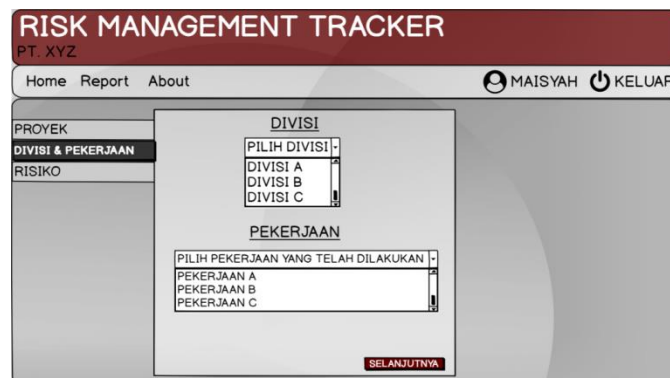 RISK MANAGEMENT TRACKER
PT. XYZ
Home Report About MAISYAH KELUAR
PROYEK
DIVISI & PEKERJAAN
RISIKO
DIVISI
PILIH DIVISI
DIVISI A
DIVISI B
DIVISI C
PEKERJAAN
PILIH PEKERJAAN YANG TELAH DILAKUKAN
PEKERJAAN A
PEKERJAAN B
PEKERJAAN C
SELANJUTNYA